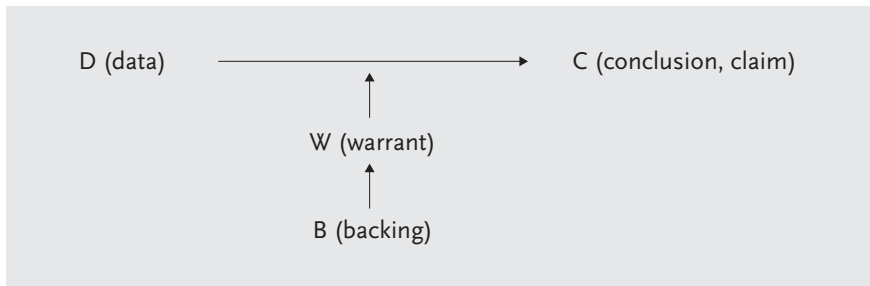 D (data)
C (conclusion, claim)
W (warrant)
B (backing)